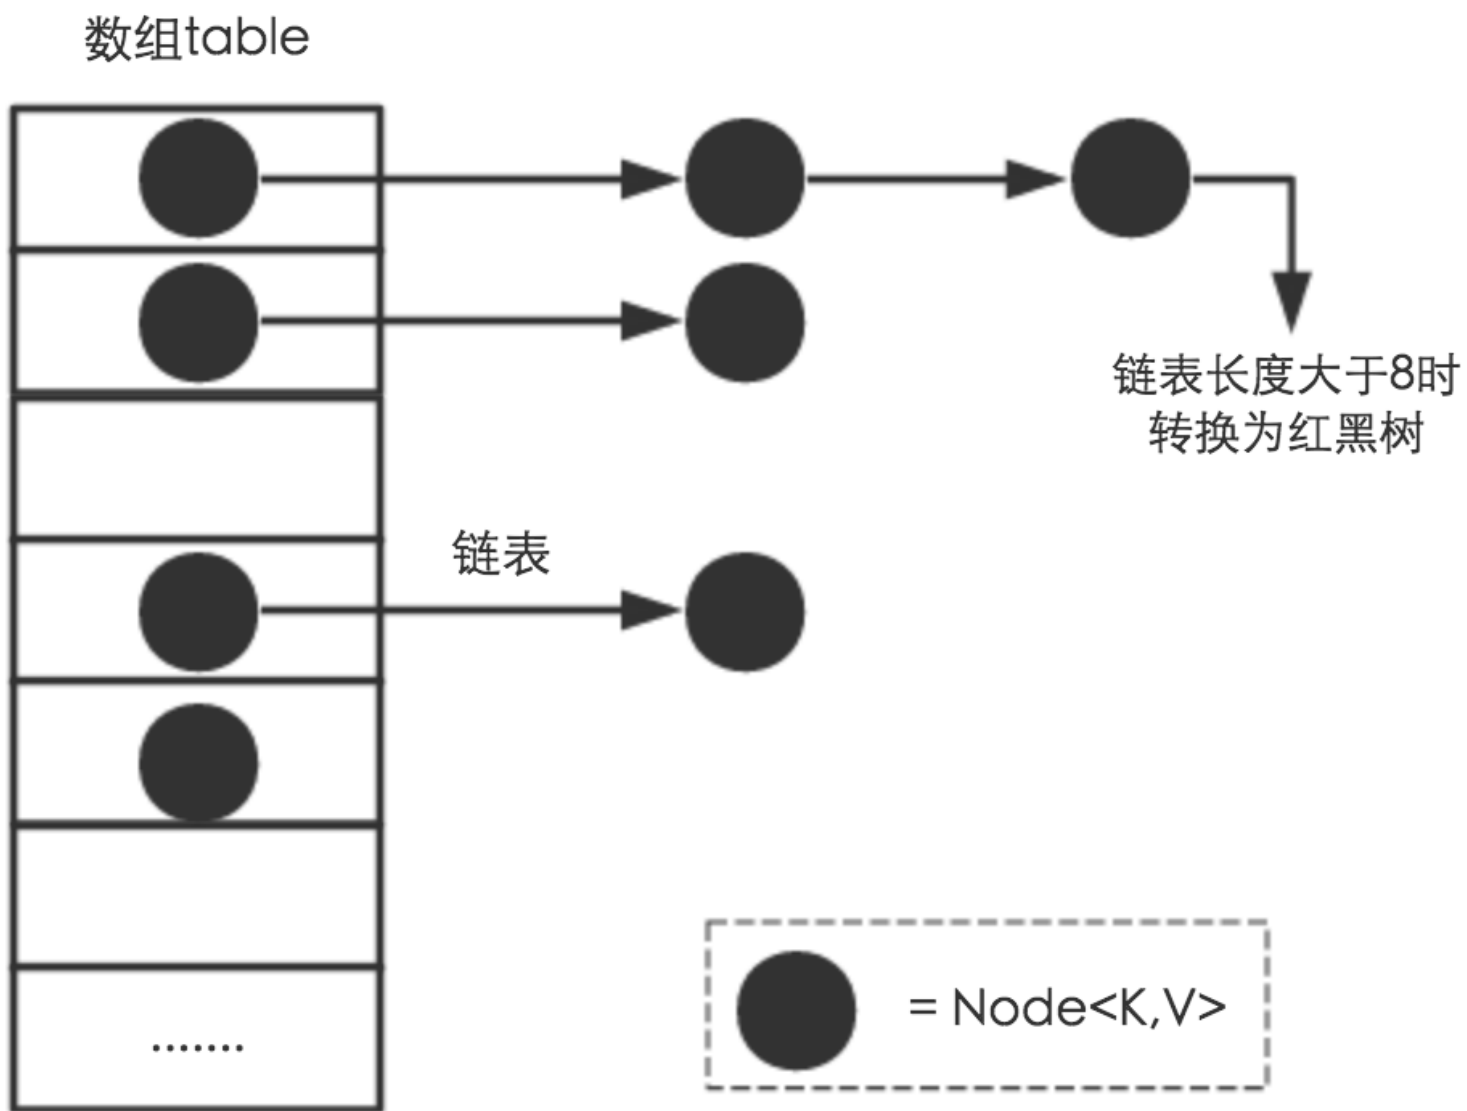 数组table
链表长度大于8时
转换为红黑树
链表
= Node<K,V>
.......